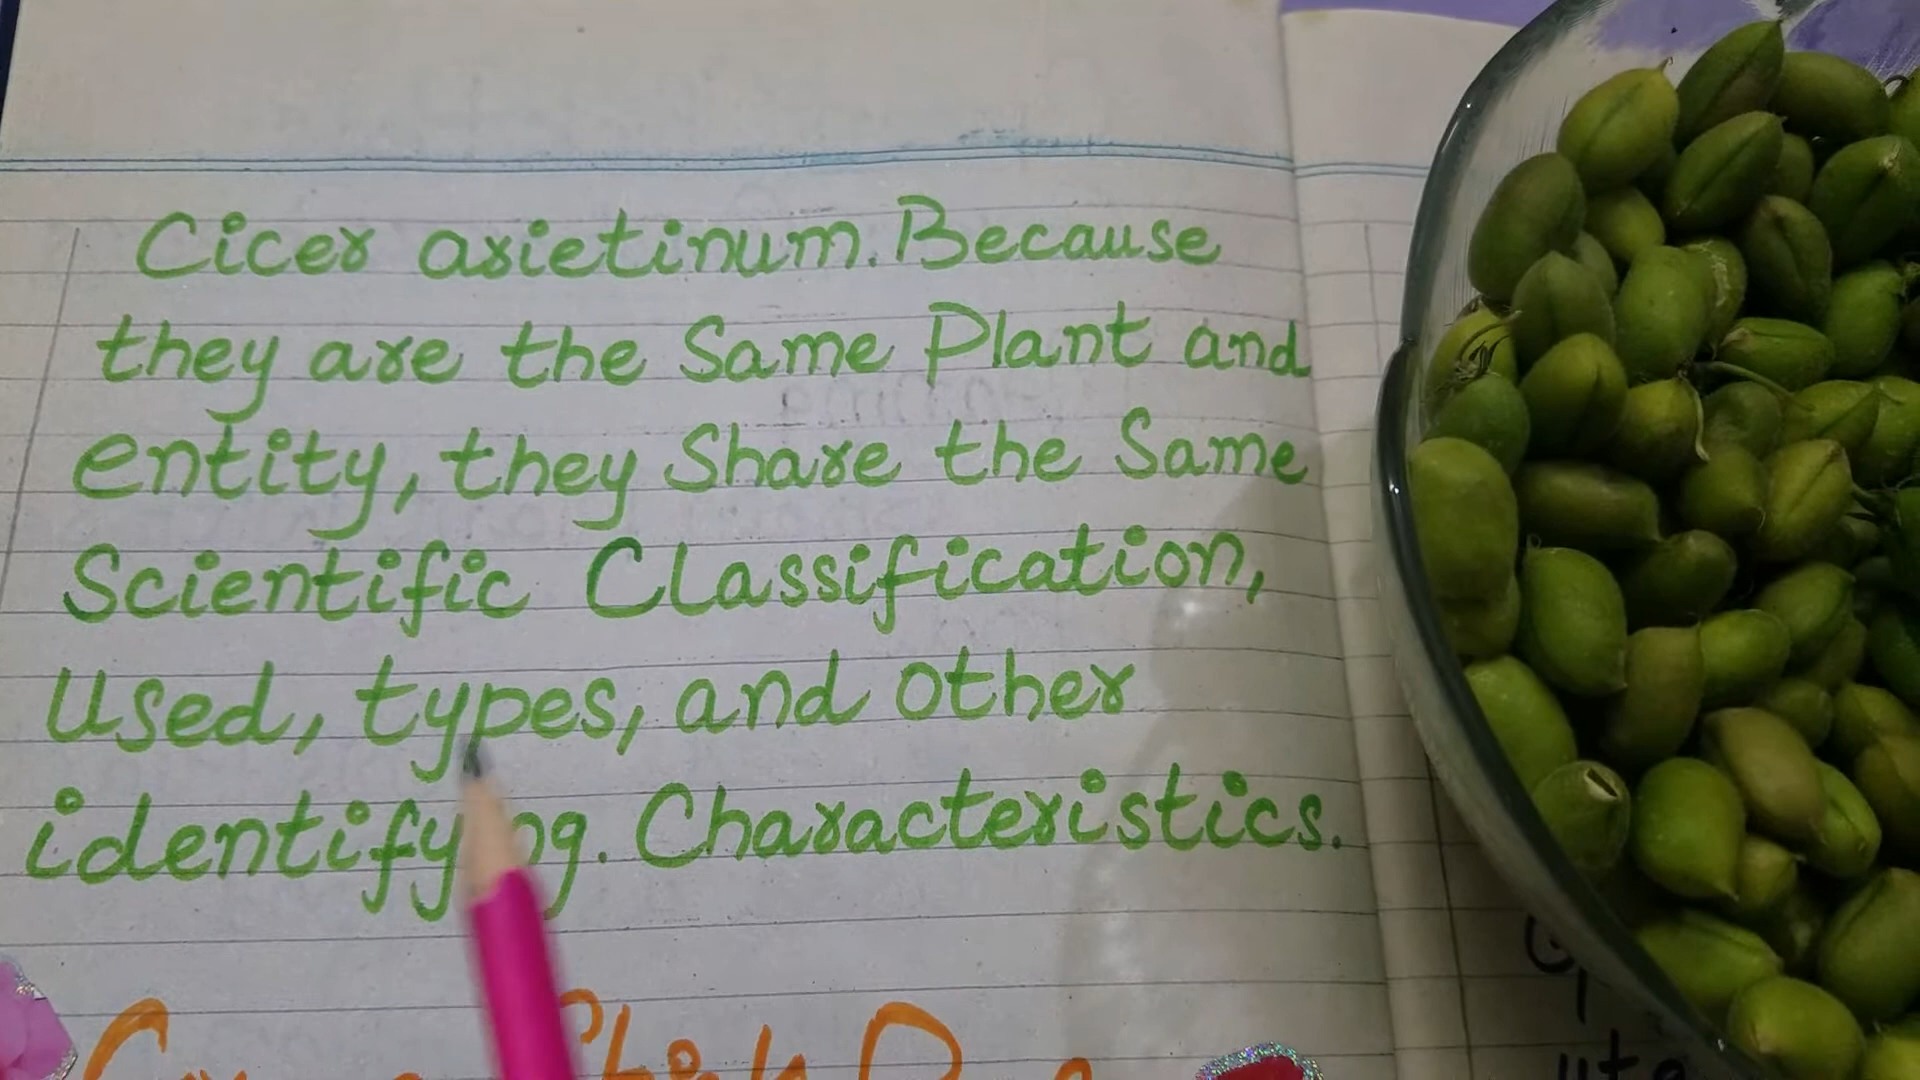 Cicer arietinum. Because
they are the Same Plant and
entity, they Share the Same
Scientific Classification,
Used, types, and other
identifying. Characteristics.